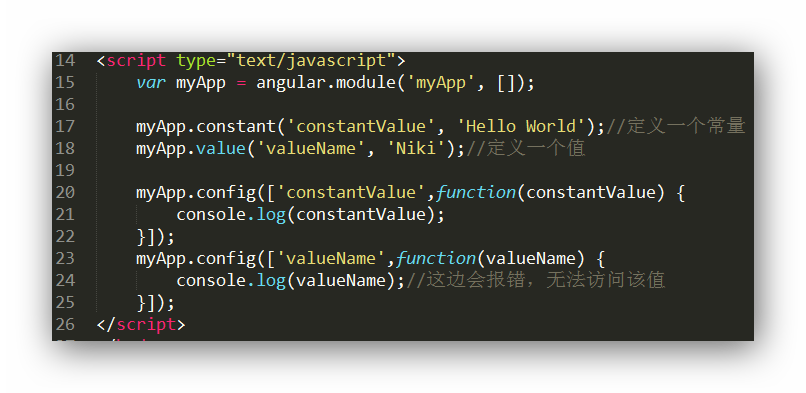 14 <script type="text/javascript">
15 var myApp = angular.module('myApp', []);
16
17 myApp.constant('constantValue', 'Hello World');//定义一个常量
18 myApp.value('valueName', 'Niki');//定义一个值
19
20 myApp.config(['constantValue',function(constantValue) {
21 console.log(constantValue);
22 }]);
23 myApp.config(['valueName',function(valueName) {
24 console.log(valueName);//这边会报错，无法访问该值
25 }]);
26 </script>